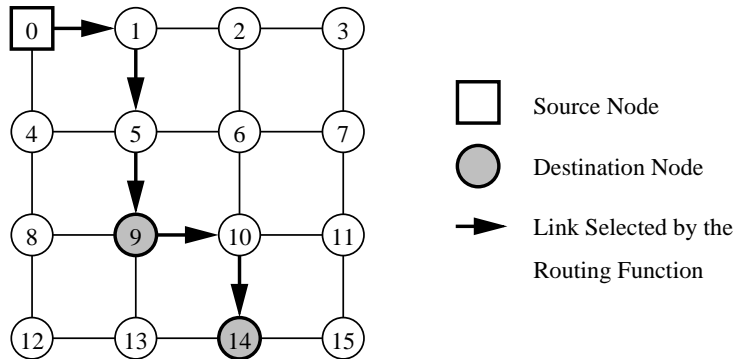 0 1 2 3
Source Node
4 5 6 7
Destination Node
8 9 10 11
Link Selected by the
Routing Function
12 13 14 15